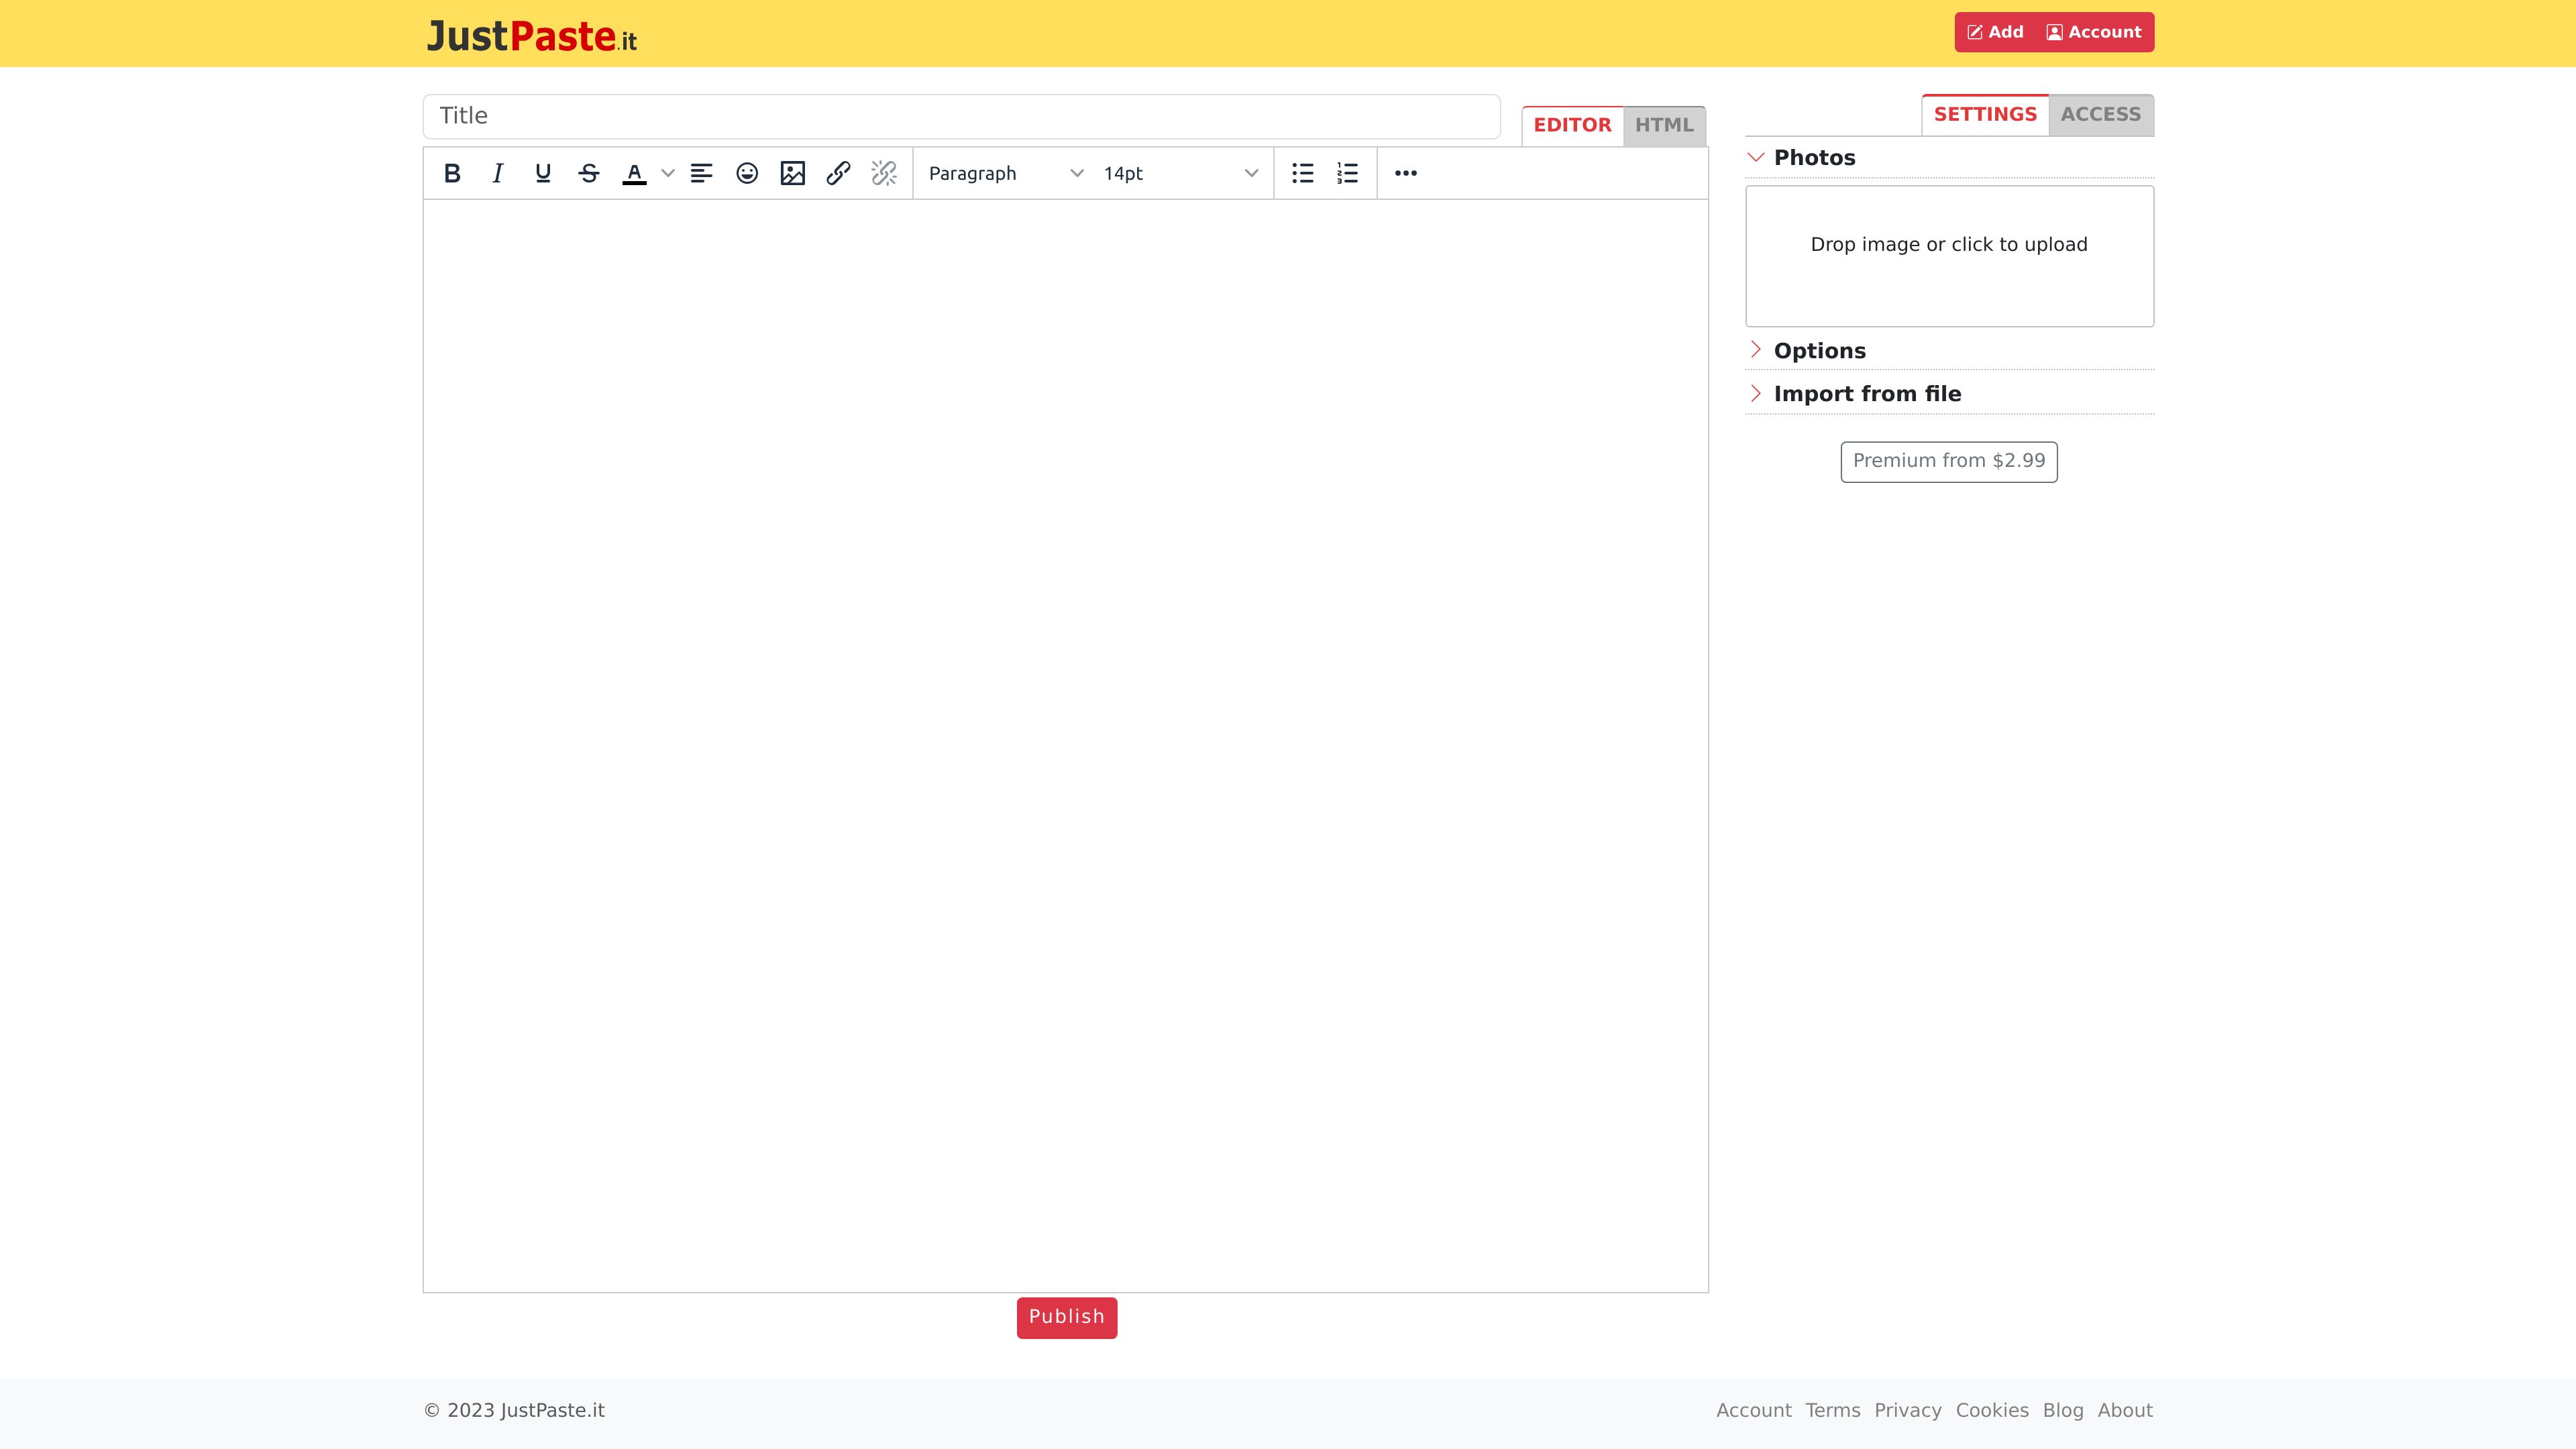 JustPaste.it
Add Account
Title
EDITOR HTML
SETTINGS ACCESS
Paragraph 14pt
Photos
Drop image or click to upload
Options
Import from file
Premium from $2.99
Publish
© 2023 JustPaste.it
Account Terms Privacy Cookies Blog About